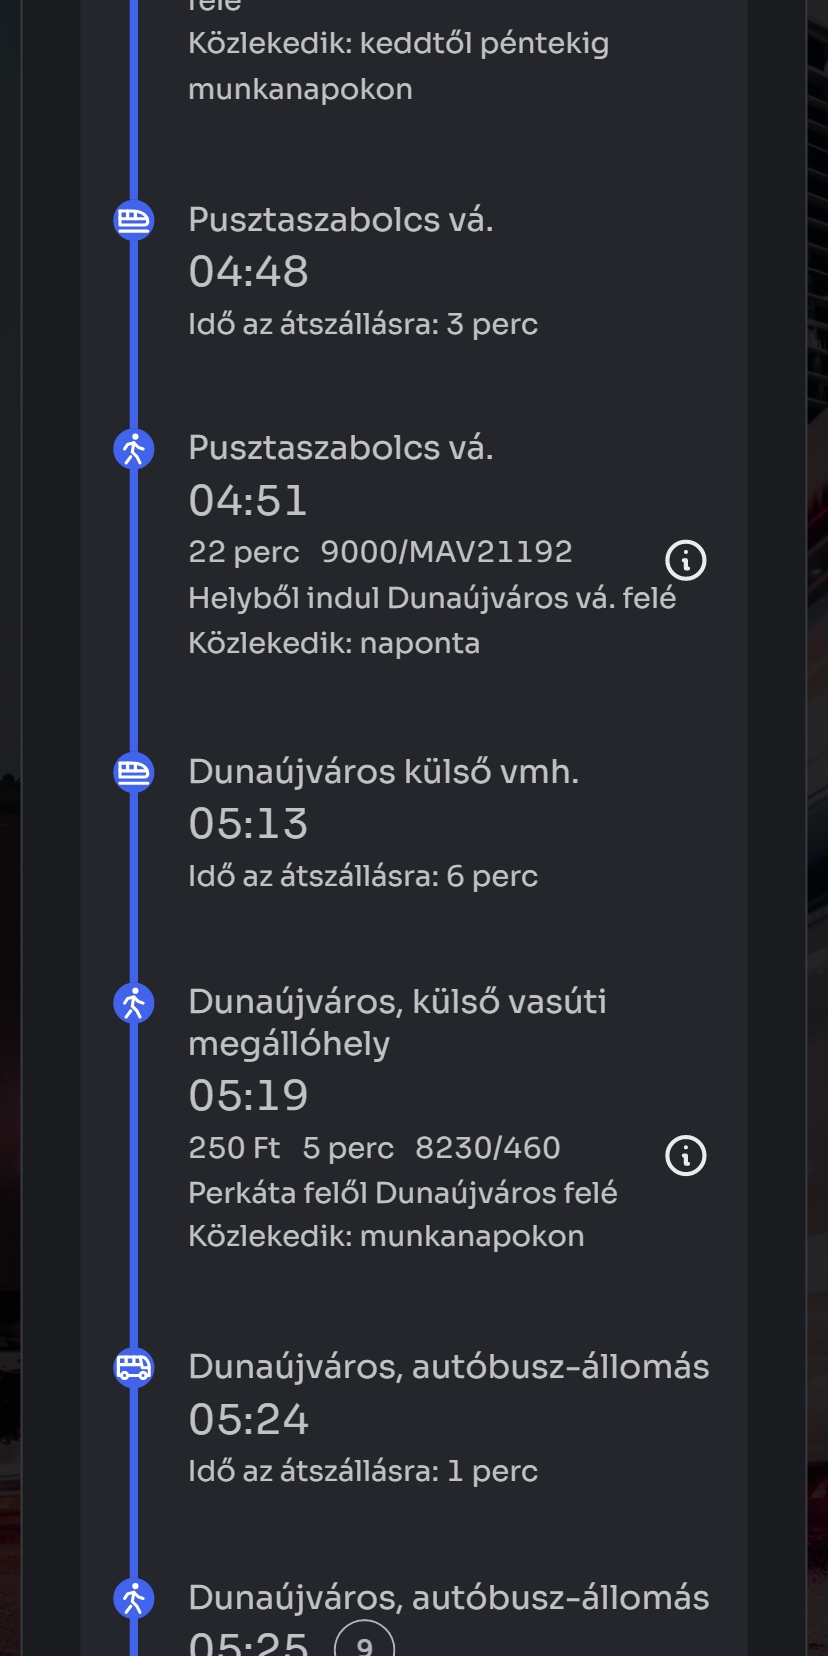 felé
Közlekedik: keddtől péntekig
munkanapokon
Pusztaszabolcs vá.
04:48
Idő az átszállásra: 3 perc
Pusztaszabolcs vá.
04:51
22 perc 9000/MAV21192
Helyből indul Dunaújváros vá. felé
Közlekedik: naponta
Dunaújváros külső vmh.
05:13
Idő az átszállásra: 6 perc
Dunaújváros, külső vasúti
megállóhely
05:19
250 Ft 5 perc 8230/460
Perkáta felől Dunaújváros felé
Közlekedik: munkanapokon
Dunaújváros, autóbusz-állomás
05:24
Idő az átszállásra: 1 perc
Dunaújváros, autóbusz-állomás
05:25 9